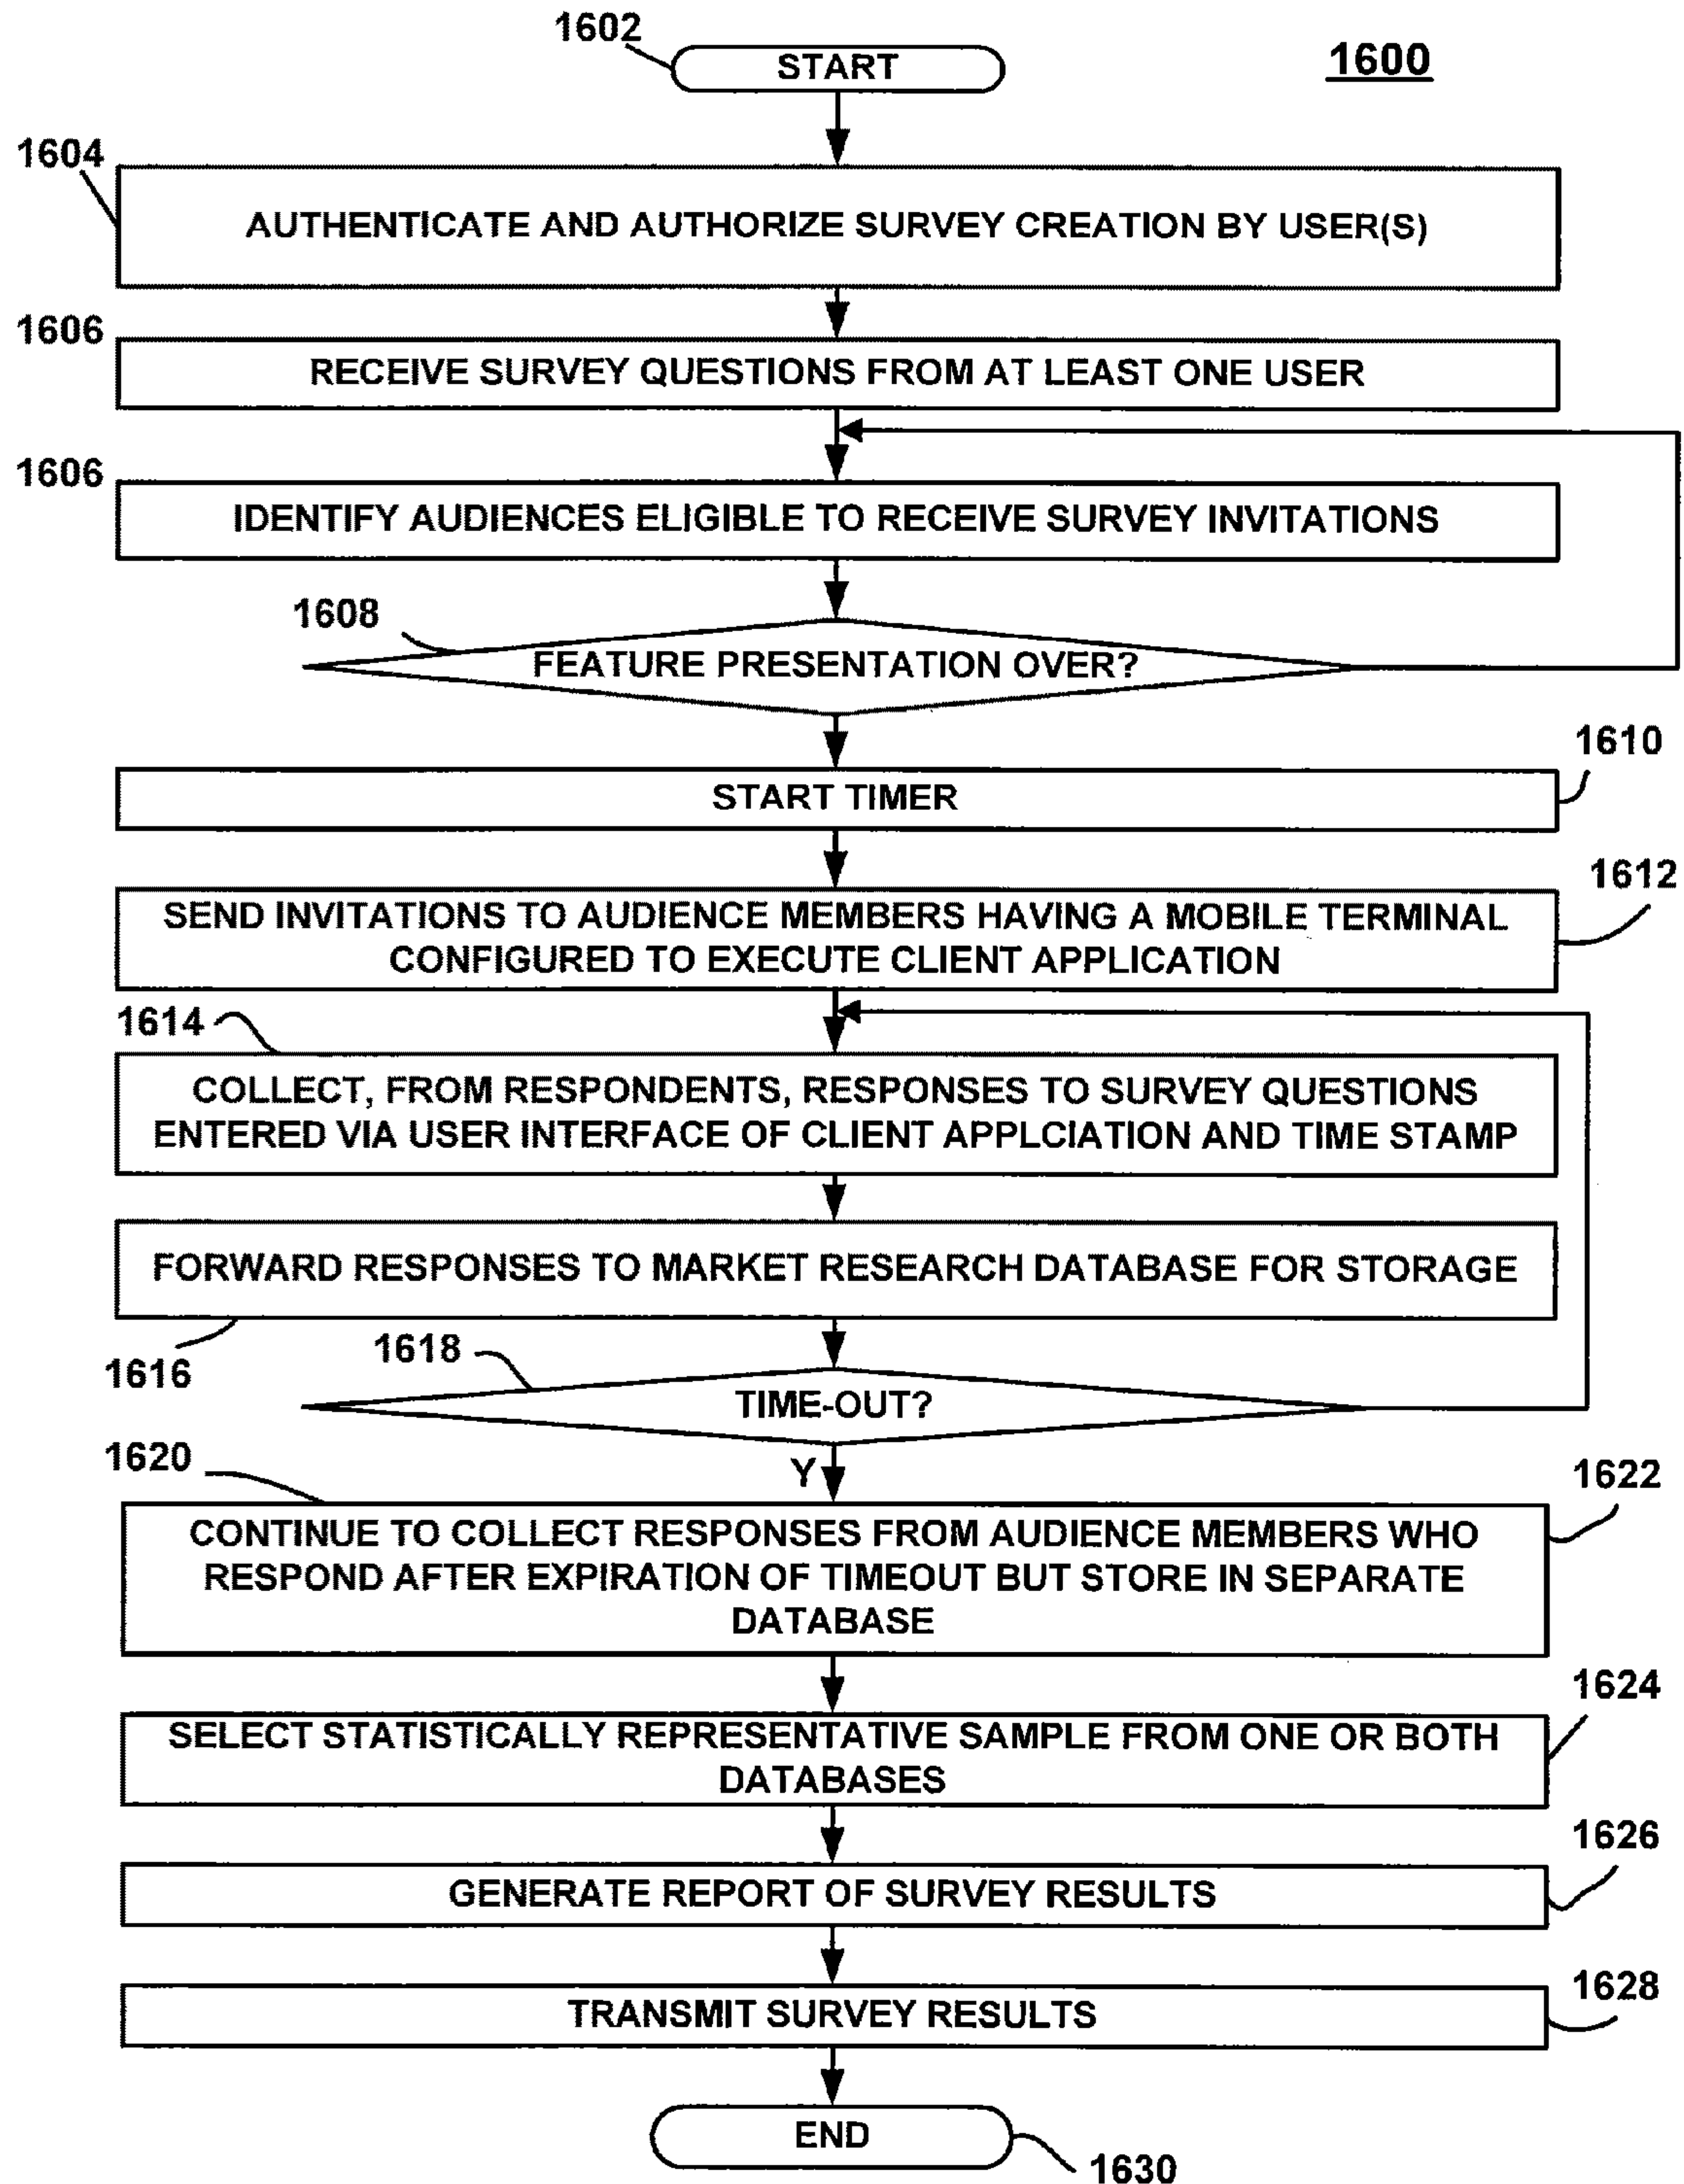 1602
START
1600
1604
AUTHENTICATE AND AUTHORIZE SURVEY CREATION BY USER(S)
1606
RECEIVE SURVEY QUESTIONS FROM AT LEAST ONE USER
1606
IDENTIFY AUDIENCES ELIGIBLE TO RECEIVE SURVEY INVITATIONS
1608
FEATURE PRESENTATION OVER?
1610
START TIMER
1612
SEND INVITATIONS TO AUDIENCE MEMBERS HAVING A MOBILE TERMINAL
CONFIGURED TO EXECUTE CLIENT APPLICATION
1614
COLLECT, FROM RESPONDENTS, RESPONSES TO SURVEY QUESTIONS
ENTERED VIA USER INTERFACE OF CLIENT APPLCIATION AND TIME STAMP
FORWARD RESPONSES TO MARKET RESEARCH DATABASE FOR STORAGE
1616
1618
TIME-OUT?
Y
1620
1622
CONTINUE TO COLLECT RESPONSES FROM AUDIENCE MEMBERS WHO
RESPOND AFTER EXPIRATION OF TIMEOUT BUT STORE IN SEPARATE
DATABASE
1624
SELECT STATISTICALLY REPRESENTATIVE SAMPLE FROM ONE OR BOTH
DATABASES
1626
GENERATE REPORT OF SURVEY RESULTS
1628
TRANSMIT SURVEY RESULTS
END
1630